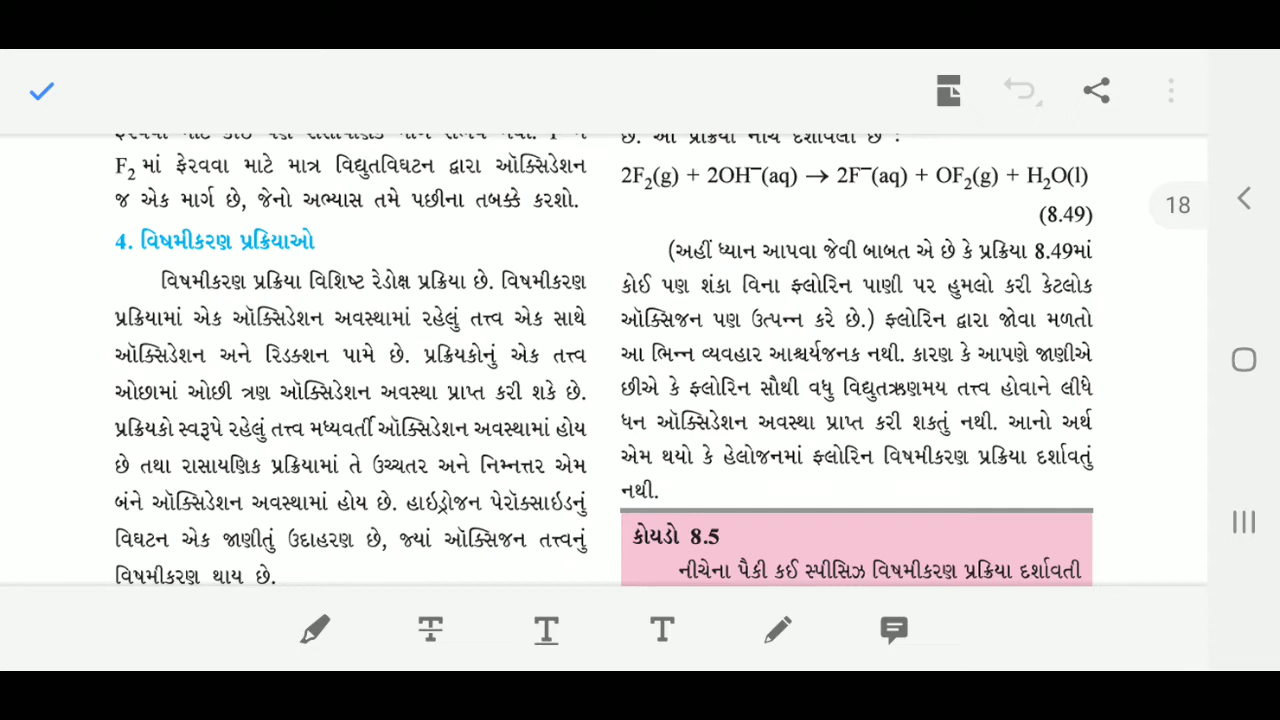 F₂ માં ફેરવવા માટે માત્ર વિદ્યુતવિઘટન દ્વારા ઑક્સિડેશન
જ એક માર્ગ છે, જેનો અભ્યાસ તમે પછીના તબક્કે કરશો.
4. વિષમીકરણ પ્રક્રિયાઓ
વિષમીકરણ પ્રક્રિયા વિશિષ્ટ રેડોક્ષ પ્રક્રિયા છે. વિષમીકરણ
પ્રક્રિયામાં એક ઑક્સિડેશન અવસ્થામાં રહેલું તત્ત્વ એક સાથે
ઑક્સિડેશન અને રિડક્શન પામે છે. પ્રક્રિયકોનું એક તત્ત્વ
ઓછામાં ઓછી ત્રણ ઑક્સિડેશન અવસ્થા પ્રાપ્ત કરી શકે છે.
પ્રક્રિયકો સ્વરૂપે રહેલું તત્ત્વ મધ્યવર્તી ઑક્સિડેશન અવસ્થામાં હોય
છે તથા રાસાયણિક પ્રક્રિયામાં તે ઉચ્ચતર અને નિમ્નત્તર એમ
બંને ઑક્સિડેશન અવસ્થામાં હોય છે. હાઇડ્રોજન પેરૉક્સાઇડનું
વિઘટન એક જાણીતું ઉદાહરણ છે, જ્યાં ઑક્સિજન તત્ત્વનું
વિષમીકરણ થાય છે.
છે. આ પ્રક્રિયા નીચે દર્શાવેલી છે :
2F₂(g) + 2OH⁻(aq) → 2F⁻(aq) + OF₂(g) + H₂O(l)
(8.49)
(અહીં ધ્યાન આપવા જેવી બાબત એ છે કે પ્રક્રિયા 8.49માં
કોઈ પણ શંકા વિના ફ્લોરિન પાણી પર હુમલો કરી કેટલોક
ઑક્સિજન પણ ઉત્પન્ન કરે છે.) ફ્લોરિન દ્વારા જોવા મળતો
આ ભિન્ન વ્યવહાર આશ્ચર્યજનક નથી. કારણ કે આપણે જાણીએ
છીએ કે ફ્લોરિન સૌથી વધુ વિદ્યુતઋણમય તત્ત્વ હોવાને લીધે
ધન ઑક્સિડેશન અવસ્થા પ્રાપ્ત કરી શકતું નથી. આનો અર્થ
એમ થયો કે હેલોજનમાં ફ્લોરિન વિષમીકરણ પ્રક્રિયા દર્શાવતું
નથી.
કોયડો 8.5
નીચેના પૈકી કઈ સ્પીસિઝ વિષમીકરણ પ્રક્રિયા દર્શાવતી
18